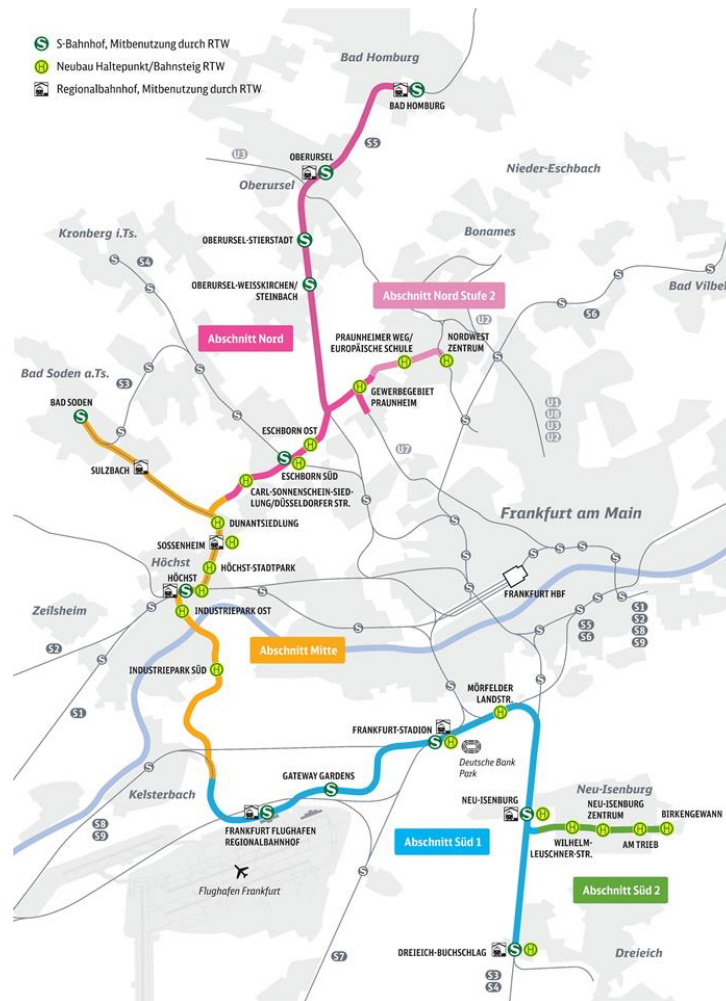 S-Bahnhof, Mitbenutzung durch RTW
Neubau Haltepunkt/Bahnsteig RTW
Regionalbahnhof, Mitbenutzung durch RTW
Bad Homburg
BAD HOMBURG
S5
U3
OBERURSEL
Oberursel
Nieder-Eschbach
Kronberg i.Ts.
S4
OBERURSEL-STIERSTADT
Bonames
OBERURSEL-WEISSKIRCHEN/
STEINBACH
Abschnitt Nord Stufe 2
Bad Vilbel
S6
U2
Abschnitt Nord
PRAUNHEIMER WEG/
EUROPÄISCHE SCHULE
NORDWEST
ZENTRUM
Bad Soden a.Ts.
S3
BAD SODEN
GEWERBEGEBIET
PRAUNHEIM
U1
U8
U3
U2
ESCHBORN OST
U7
SULZBACH
ESCHBORN SÜD
CARL-SONNENSCHEIN-SIED-
LUNG/DÜSSELDORFER STR.
Frankfurt am Main
DUNANTSIEDLUNG
SOSSENHEIM
Höchst
HÖCHST-STADTPARK
HÖCHST
FRANKFURT HBF
Zeilsheim
INDUSTRIEPARK OST
S1
S2
S8
S9
S5
S6
S2
Abschnitt Mitte
INDUSTRIEPARK SÜD
S1
MÖRFELDER
LANDSTR.
FRANKFURT-STADION
Deutsche Bank
Park
GATEWAY GARDENS
Kelsterbach
Neu-Isenburg
NEU-ISENBURG
NEU-ISENBURG
ZENTRUM
BIRKENGEWANN
S8
S9
FRANKFURT FLUGHAFEN
REGIONALBAHNHOF
Abschnitt Süd 1
WILHELM-
LEUSCHNER-STR.
AM TRIEB
Flughafen Frankfurt
Abschnitt Süd 2
DREIEICH-BUCHSCHLAG
Dreieich
S7
S3
S4